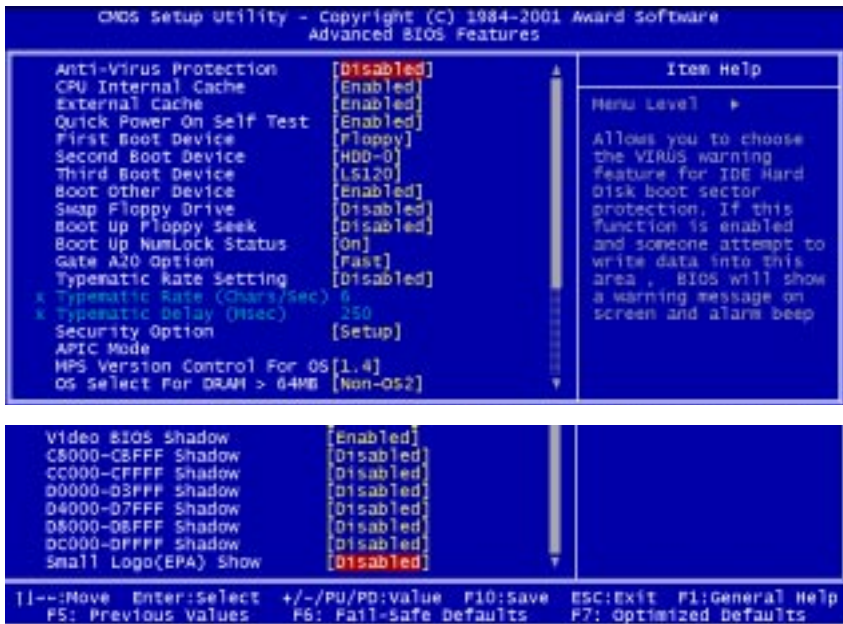 CMOS Setup Utility - Copyright (C) 1984-2001 Award Software
Advanced BIOS Features
Anti-Virus Protection [Disabled]
CPU Internal Cache [Enabled]
External Cache [Enabled]
Quick Power On Self Test [Enabled]
First Boot Device [Floppy]
Second Boot Device [HDD-0]
Third Boot Device [LS120]
Boot Other Device [Enabled]
Swap Floppy Drive [Disabled]
Boot Up Floppy Seek [Disabled]
Boot Up NumLock Status [On]
Gate A20 Option [Fast]
Typematic Rate Setting [Disabled]
x Typematic Rate (Chars/Sec) 6
x Typematic Delay (Msec) 250
Security Option [Setup]
APIC Mode
MPS Version Control For OS[1.4]
OS Select For DRAM > 64MB [Non-OS2]
Item Help
Menu Level
Allows you to choose
the VIRUS warning
feature for IDE Hard
Disk boot sector
protection. If this
function is enabled
and someone attempt to
write data into this
area , BIOS will show
a warning message on
screen and alarm beep
Video BIOS Shadow [Enabled]
C8000-CBFFF Shadow [Disabled]
CC000-CFFFF Shadow [Disabled]
D0000-D3FFF Shadow [Disabled]
D4000-D7FFF Shadow [Disabled]
D8000-DBFFF Shadow [Disabled]
DC000-DFFFF Shadow [Disabled]
Small Logo(EPA) Show [Disabled]
↑↓--:Move Enter:Select +/-/PU/PD:Value F10:Save ESC:Exit F1:General Help
F5: Previous Values F6: Fail-Safe Defaults F7: Optimized Defaults